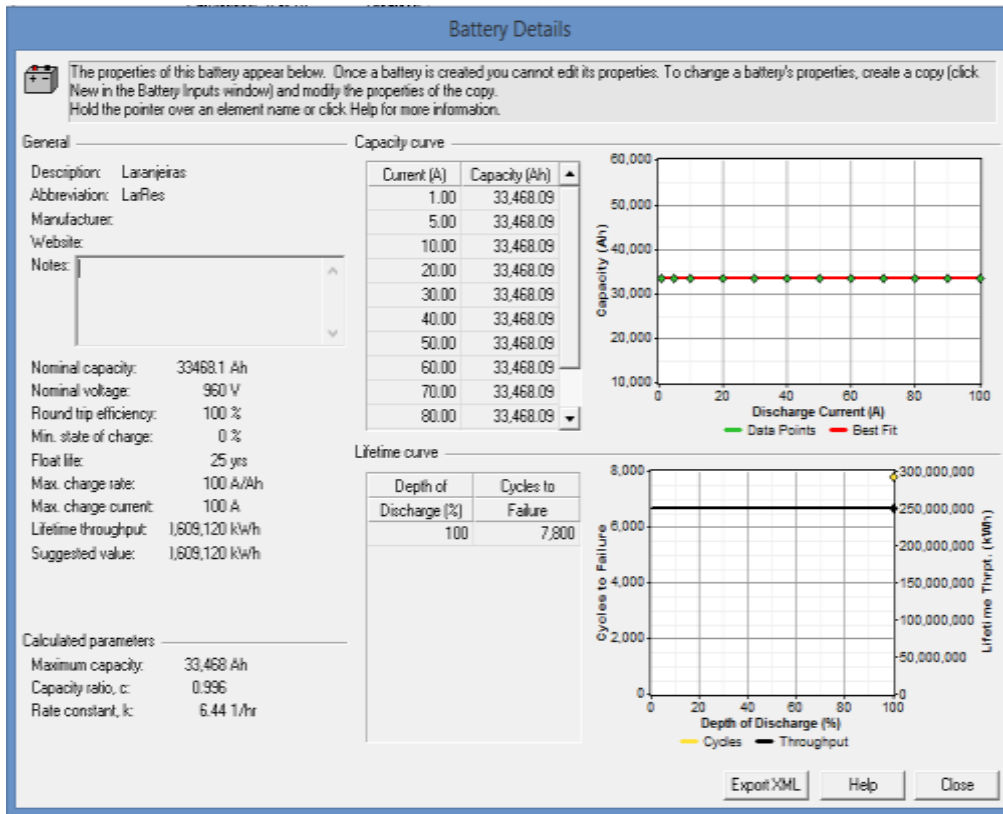 Battery Details
The properties of this battery appear below. Once a battery is created you cannot edit its properties. To change a battery's properties, create a copy (click
New in the Battery Inputs window) and modify the properties of the copy.
Hold the pointer over an element name or click Help for more information.
General
Description: Laranjeiras
Abbreviation: LarRes
Manufacturer:
Website:
Notes:
Nominal capacity: 33468.1 Ah
Nominal voltage: 960 V
Round trip efficiency: 100 %
Min. state of charge: 0 %
Float life: 25 yrs
Max. charge rate: 100 A/Ah
Max. charge current: 100 A
Lifetime throughput: 1,609,120 kWh
Suggested value: 1,609,120 kWh
Calculated parameters
Maximum capacity: 33,468 Ah
Capacity ratio, c: 0.996
Rate constant, k: 6.44 1/hr
Capacity curve
Current (A) Capacity (Ah)
1.00 33,468.09
5.00 33,468.09
10.00 33,468.09
20.00 33,468.09
30.00 33,468.09
40.00 33,468.09
50.00 33,468.09
60.00 33,468.09
70.00 33,468.09
80.00 33,468.09
60,000
50,000
40,000
30,000
20,000
10,000
Capacity (Ah)
0 20 40 60 80 100
Discharge Current (A)
Data Points Best Fit
Lifetime curve
Depth of Cycles to
Discharge (%) Failure
100 7,800
8,000
6,000
4,000
2,000
0
Cycles to Failure
300,000,000
250,000,000
200,000,000
150,000,000
100,000,000
50,000,000
0
Lifetime Thrpt. (kWh)
0 20 40 60 80 100
Depth of Discharge (%)
Cycles Throughput
Export XML Help Close